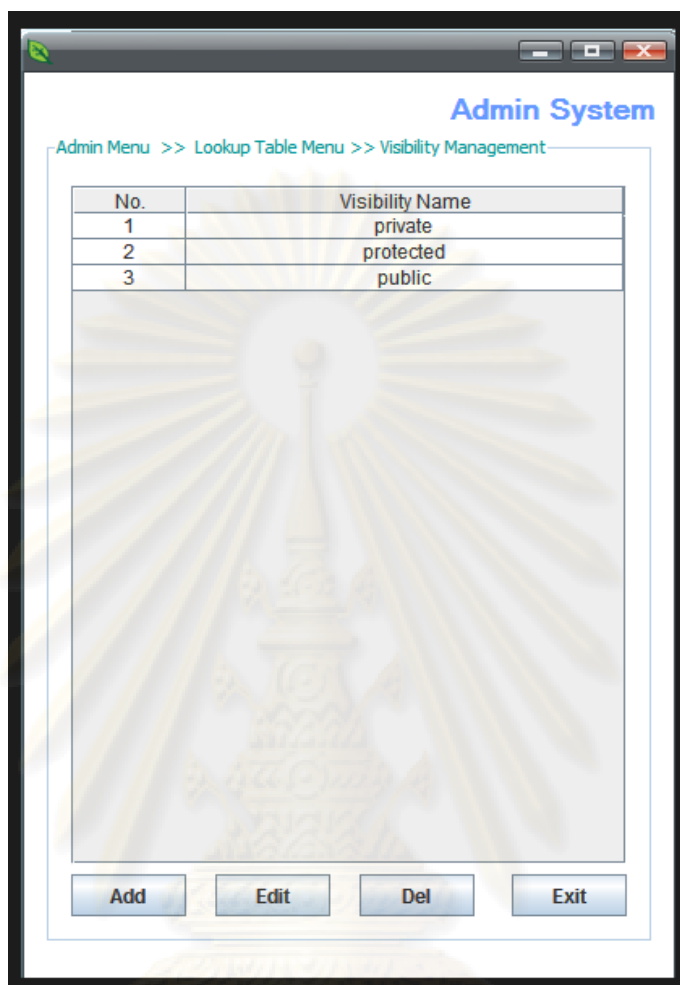 Admin System
Admin Menu >> Lookup Table Menu >> Visibility Management
No. Visibility Name
1 private
2 protected
3 public
Add Edit Del Exit